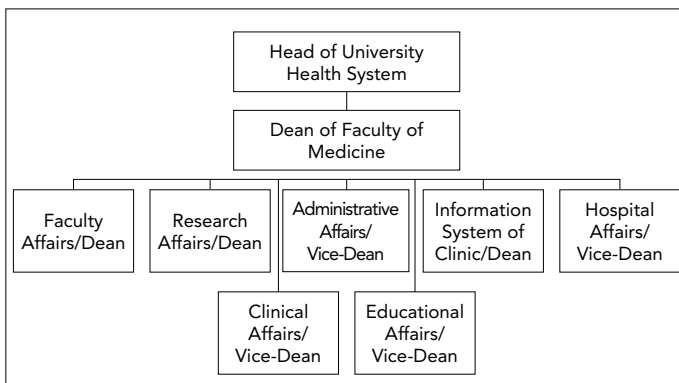 Head of University
Health System
Dean of Faculty of
Medicine
Faculty
Affairs/Dean
Research
Affairs/Dean
Administrative
Affairs/
Vice-Dean
Information
System of
Clinic/Dean
Hospital
Affairs/
Vice-Dean
Clinical
Affairs/
Vice-Dean
Educational
Affairs/
Vice-Dean